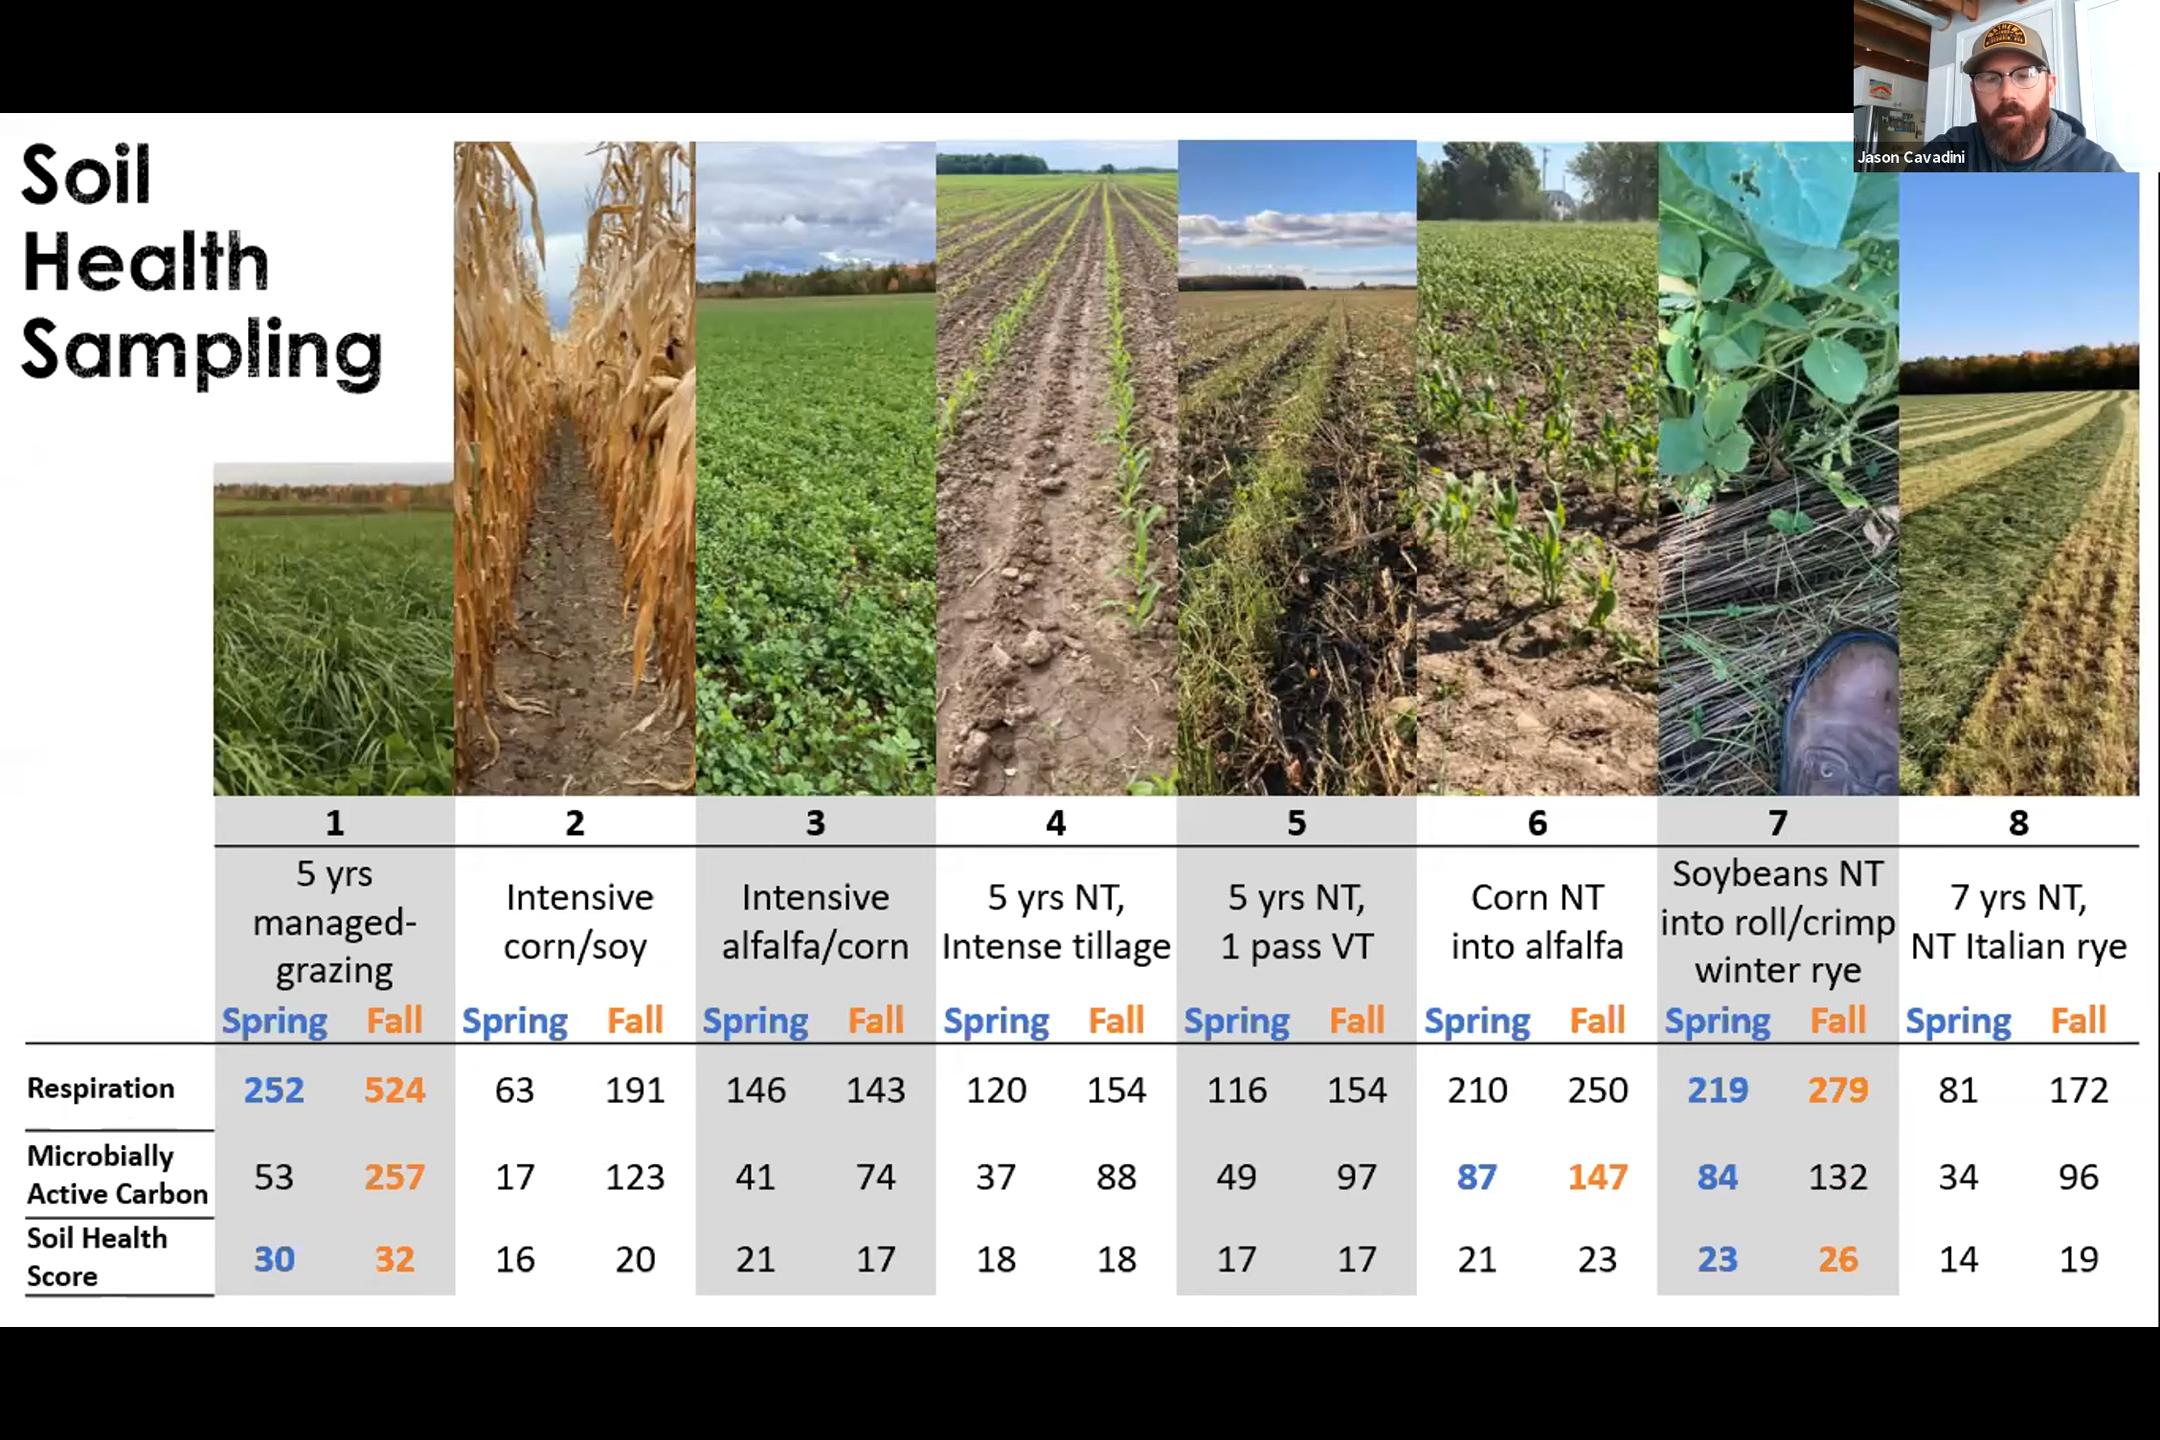 Jason Cavadini
Soil
Health
Sampling
1 2 3 4 5 6 7 8
5 yrs
managed-
grazing
Intensive
corn/soy
Intensive
alfalfa/corn
5 yrs NT,
Intense tillage
5 yrs NT,
1 pass VT
Corn NT
into alfalfa
Soybeans NT
into roll/crimp
winter rye
7 yrs NT,
NT Italian rye
Spring Fall Spring Fall Spring Fall Spring Fall Spring Fall Spring Fall Spring Fall Spring Fall
Respiration 252 524 63 191 146 143 120 154 116 154 210 250 219 279 81 172
Microbially
Active Carbon 53 257 17 123 41 74 37 88 49 97 87 147 84 132 34 96
Soil Health
Score 30 32 16 20 21 17 18 18 17 17 21 23 23 26 14 19